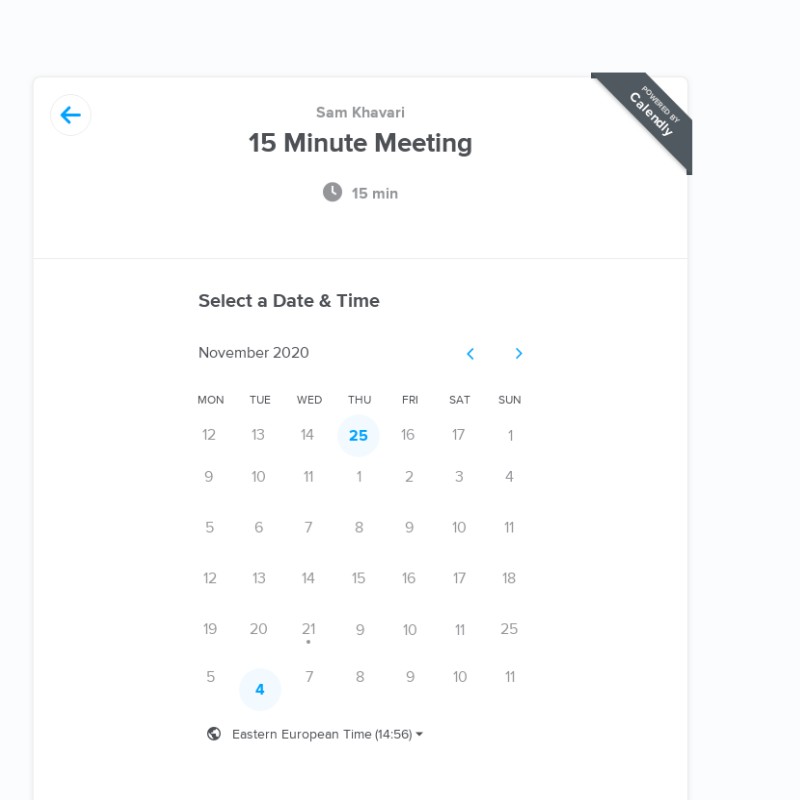 POWERED BY
Calendly
Sam Khavari
15 Minute Meeting
15 min
Select a Date & Time
November 2020
MON TUE WED THU FRI SAT SUN
12 13 14 25 16 17 1
9 10 11 1 2 3 4
5 6 7 8 9 10 11
12 13 14 15 16 17 18
19 20 21 9 10 11 25
5 4 7 8 9 10 11
Eastern European Time (14:56)